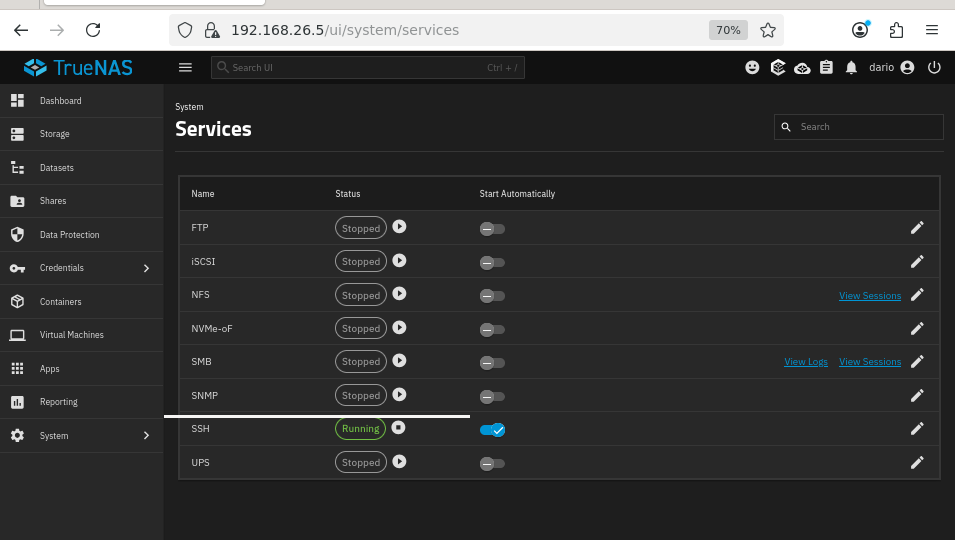 192.168.26.5/ui/system/services 70%
TrueNAS Search UI Ctrl + / dario
Dashboard
Storage
Datasets
Shares
Data Protection
Credentials
Containers
Virtual Machines
Apps
Reporting
System
System
Services Search
Name Status Start Automatically
FTP Stopped
iSCSI Stopped
NFS Stopped View Sessions
NVMe-oF Stopped
SMB Stopped View Logs View Sessions
SNMP Stopped
SSH Running
UPS Stopped